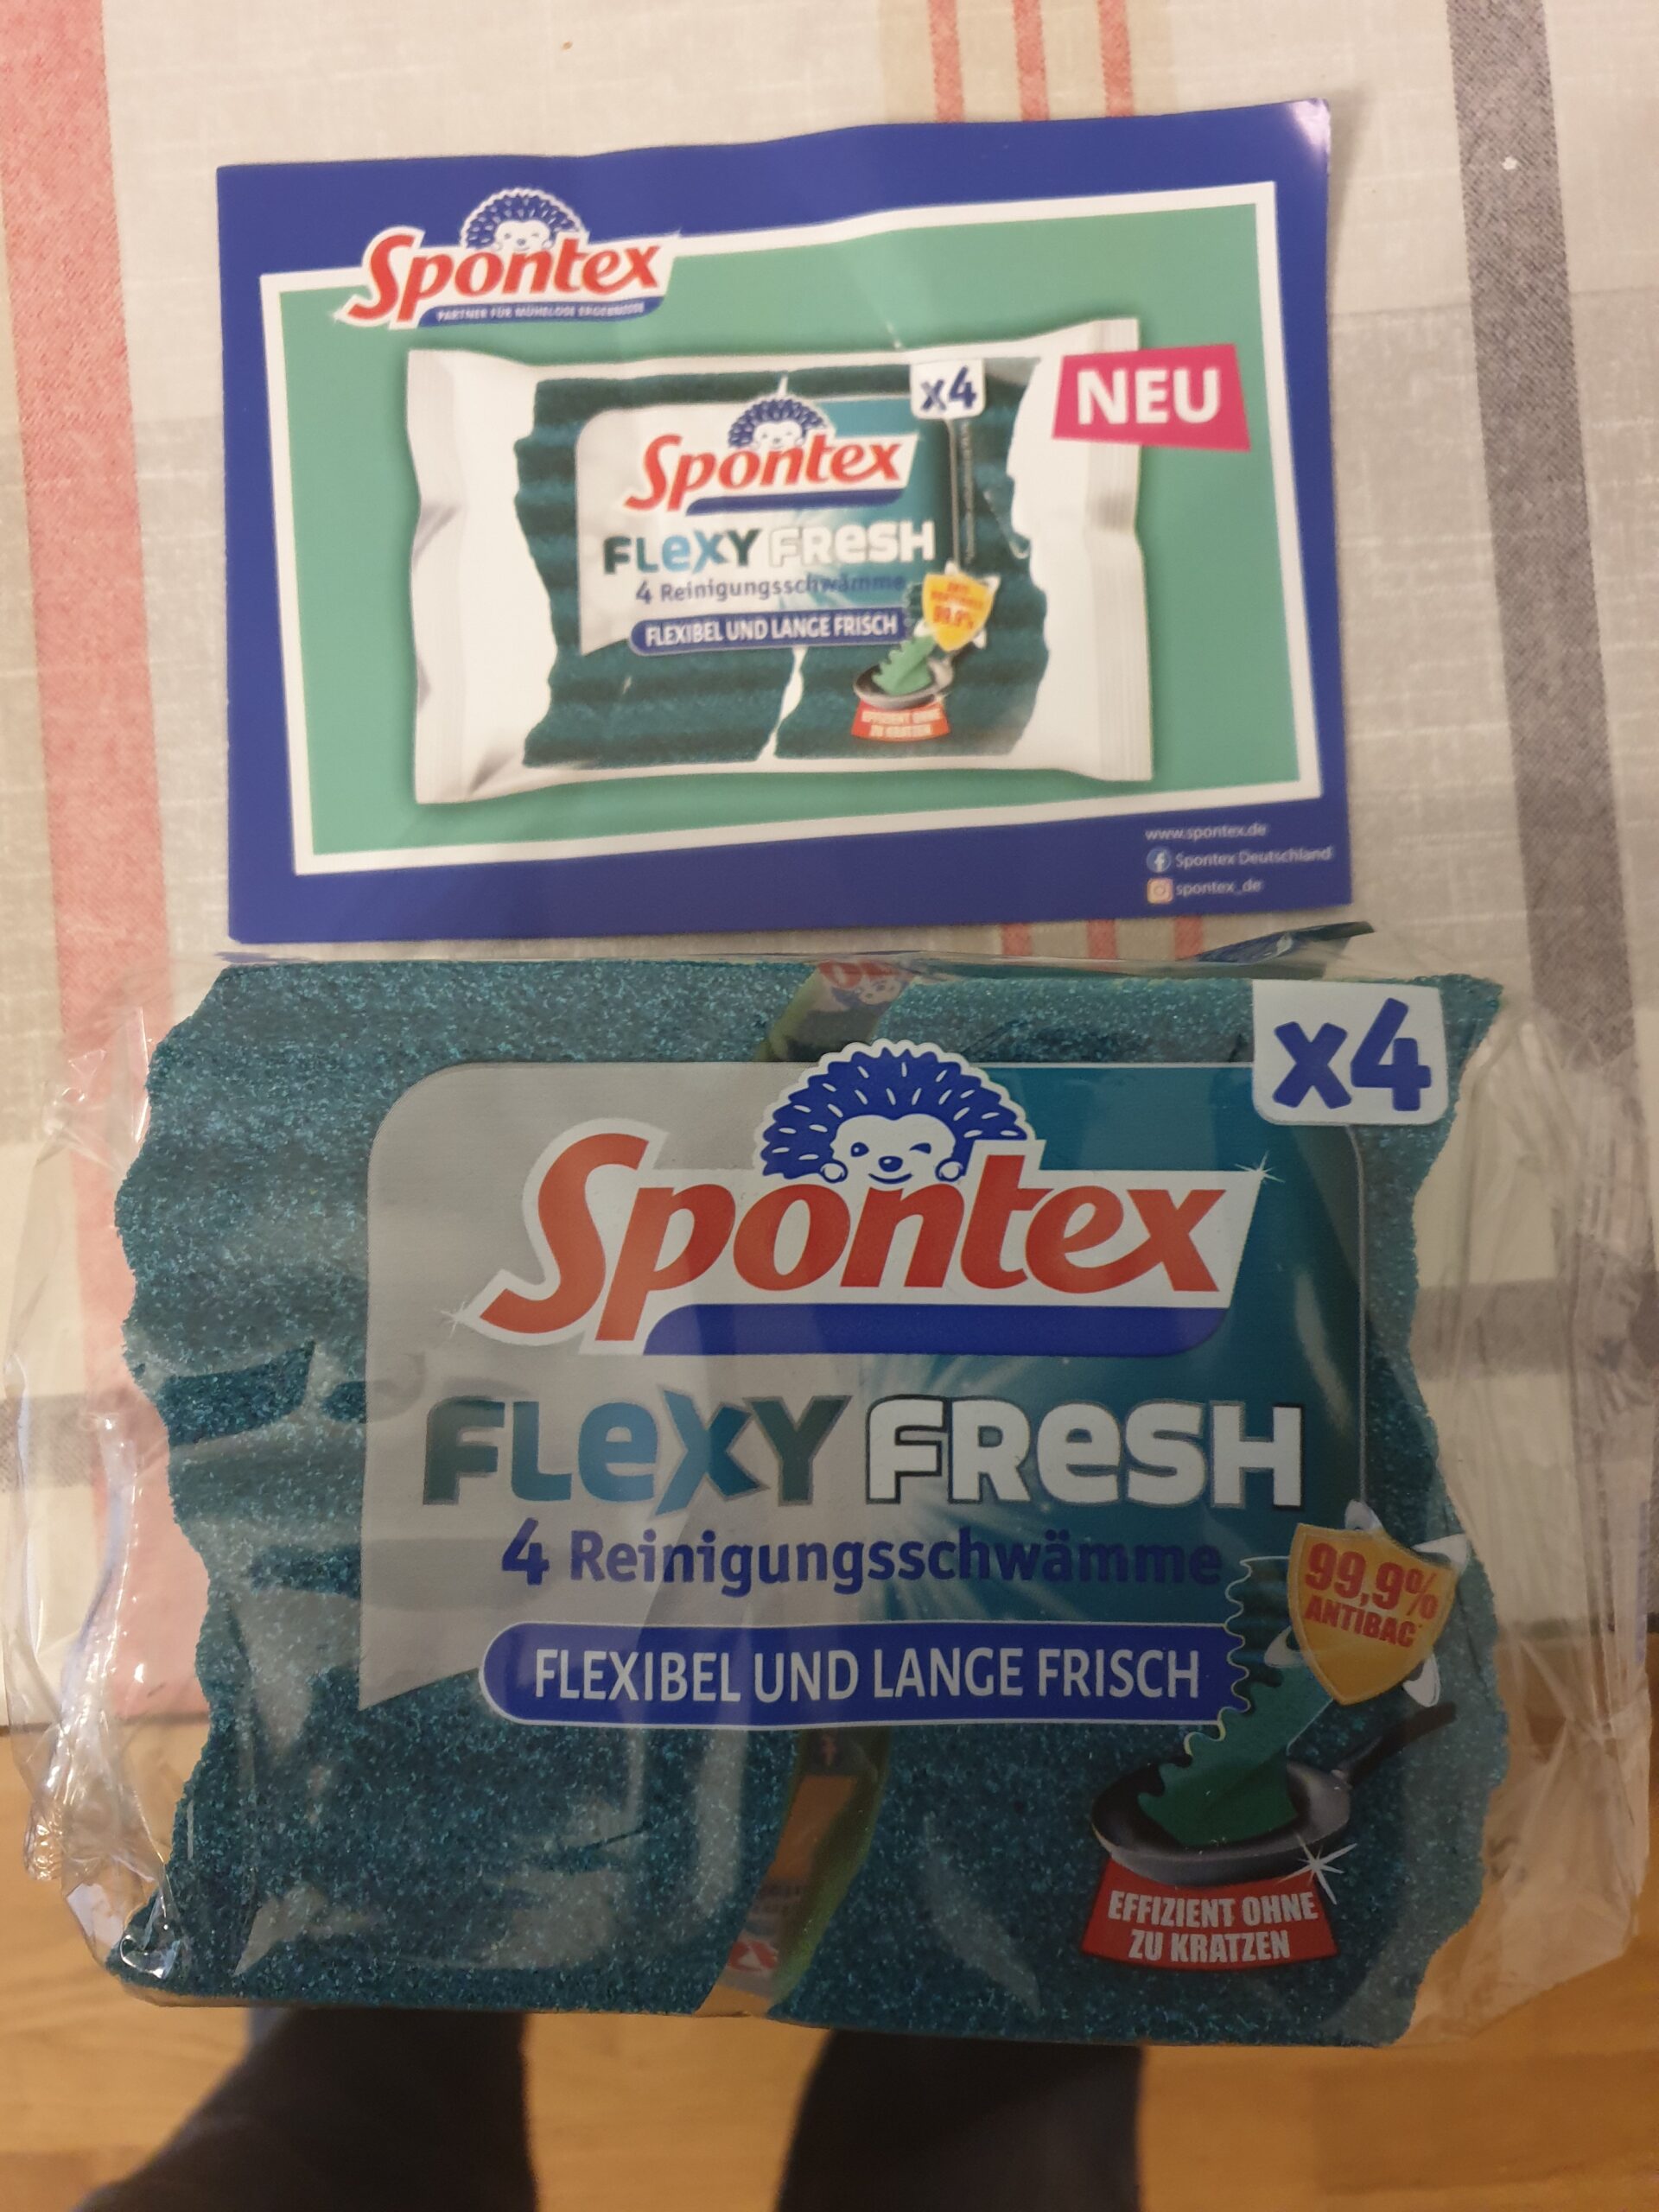 Spontex
PARTNER FÜR MÜHELOSE ERGEBNISSE
x4
NEU
Spontex
FLeXY FReSH
4 Reinigungsschwämme
FLEXIBEL UND LANGE FRISCH
99,9%
EFFIZIENT OHNE
ZU KRATZEN
www.spontex.de
Spontex Deutschland
spontex_de
x4
Spontex
FLeXY FReSH
4 Reinigungsschwämme
99,9%
ANTIBAC
FLEXIBEL UND LANGE FRISCH
EFFIZIENT OHNE
ZU KRATZEN